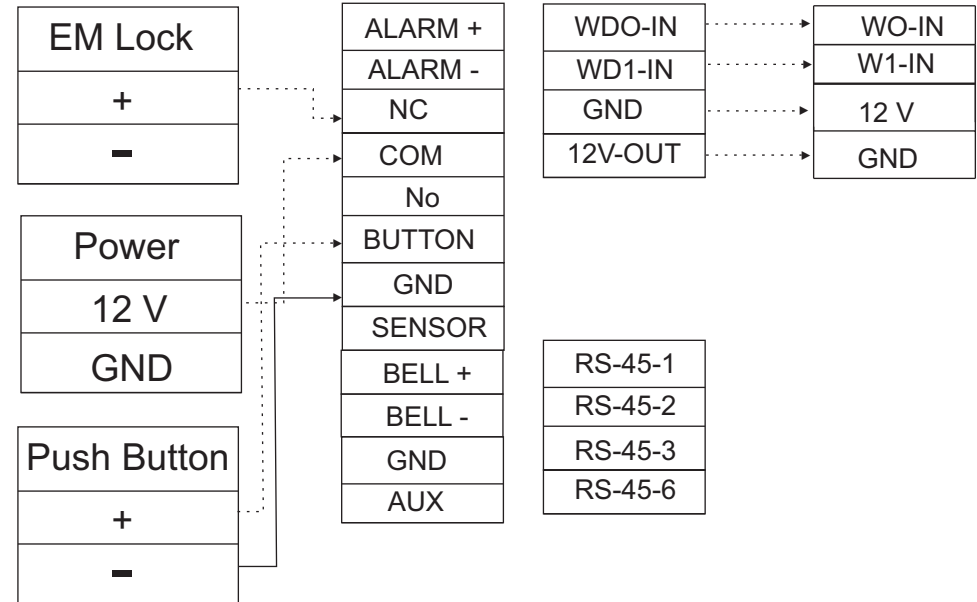 EM Lock
+
-
Power
12 V
GND
Push Button
+
-
ALARM +
ALARM -
NC
COM
No
BUTTON
GND
SENSOR
BELL +
BELL -
GND
AUX
WDO-IN
WD1-IN
GND
12V-OUT
RS-45-1
RS-45-2
RS-45-3
RS-45-6
WO-IN
W1-IN
12 V
GND